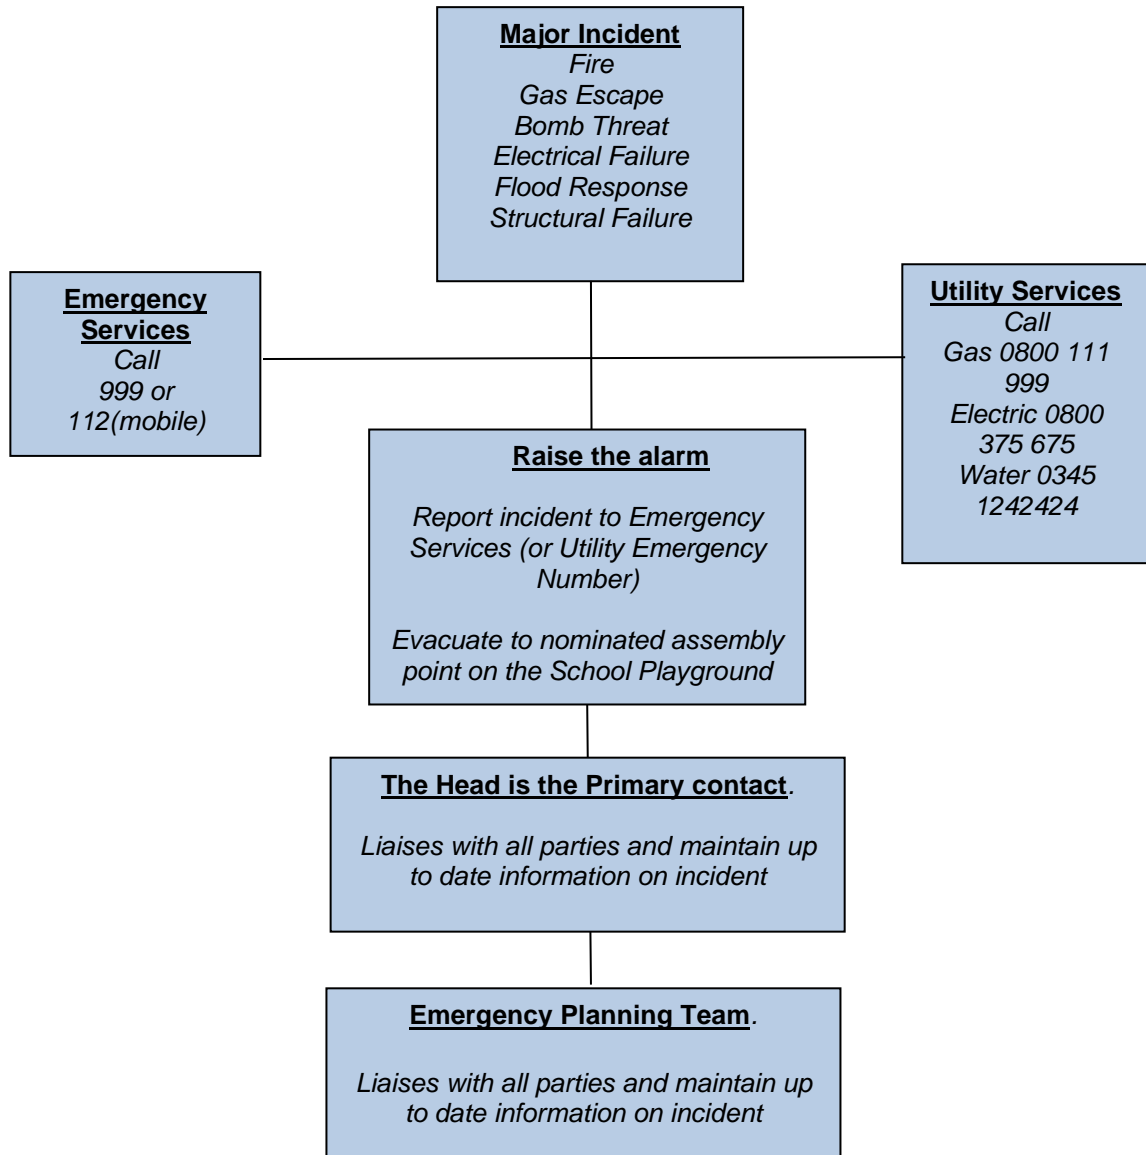 Major Incident
Fire
Gas Escape
Bomb Threat
Electrical Failure
Flood Response
Structural Failure
Emergency
Services
Call
999 or
112(mobile)
Utility Services
Call
Gas 0800 111
999
Electric 0800
375 675
Water 0345
1242424
Raise the alarm
Report incident to Emergency
Services (or Utility Emergency
Number)
Evacuate to nominated assembly
point on the School Playground
The Head is the Primary contact.
Liaises with all parties and maintain up
to date information on incident
Emergency Planning Team.
Liaises with all parties and maintain up
to date information on incident